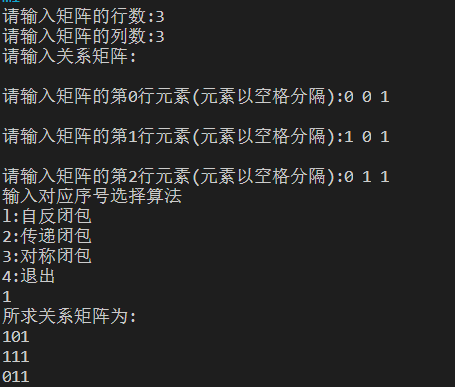 请输入矩阵的行数:3
请输入矩阵的列数:3
请输入关系矩阵:
请输入矩阵的第0行元素(元素以空格分隔):0 0 1
请输入矩阵的第1行元素(元素以空格分隔):1 0 1
请输入矩阵的第2行元素(元素以空格分隔):0 1 1
输入对应序号选择算法
l:自反闭包
2:传递闭包
3:对称闭包
4:退出
1
所求关系矩阵为:
101
111
011